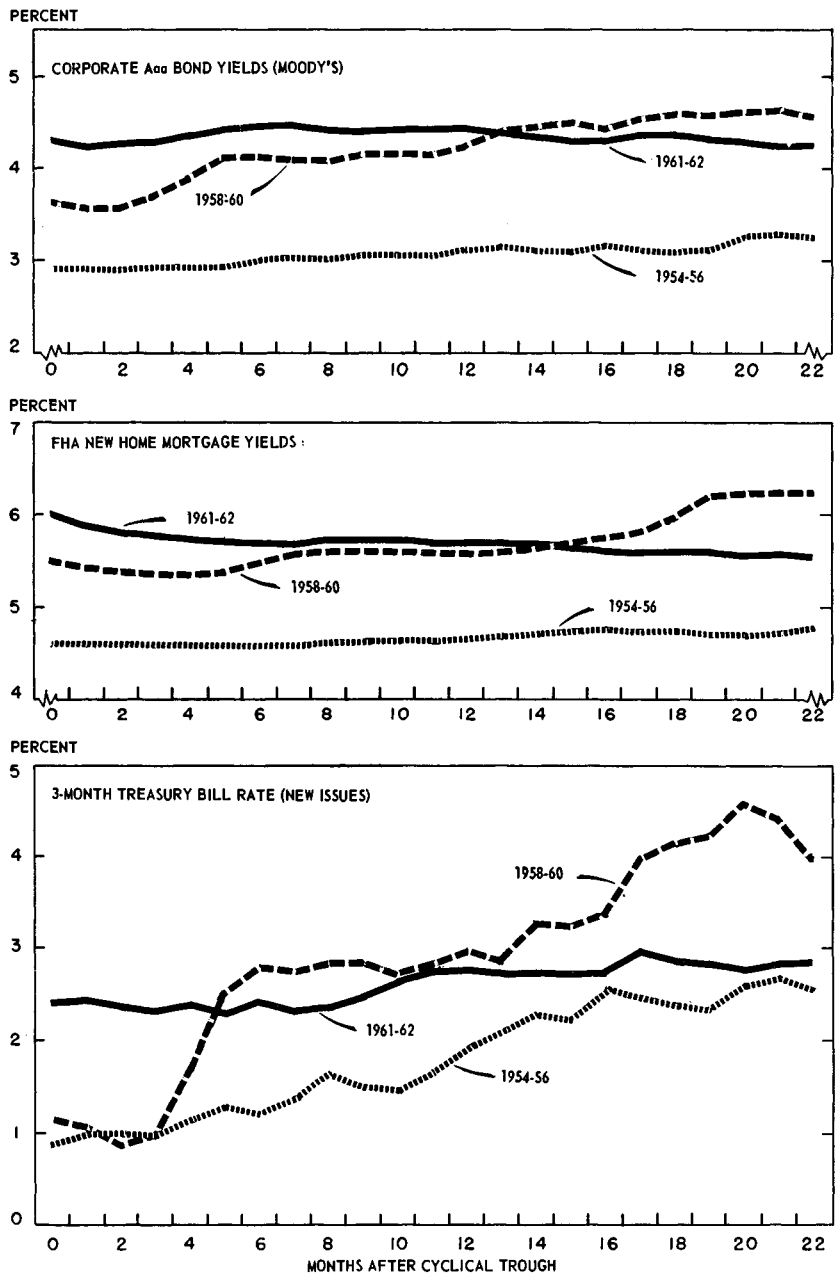 PERCENT
CORPORATE Aaa BOND YIELDS (MOODY'S)
5
4
3
2
1961-62
1958-60
1954-56
0 2 4 6 8 10 12 14 16 18 20 22
PERCENT
7
FHA NEW HOME MORTGAGE YIELDS
6
5
4
1961-62
1958-60
1954-56
0 2 4 6 8 10 12 14 16 18 20 22
PERCENT
5
3-MONTH TREASURY BILL RATE (NEW ISSUES)
4
3
2
1
0
1958-60
1961-62
1954-56
0 2 4 6 8 10 12 14 16 18 20 22
MONTHS AFTER CYCLICAL TROUGH